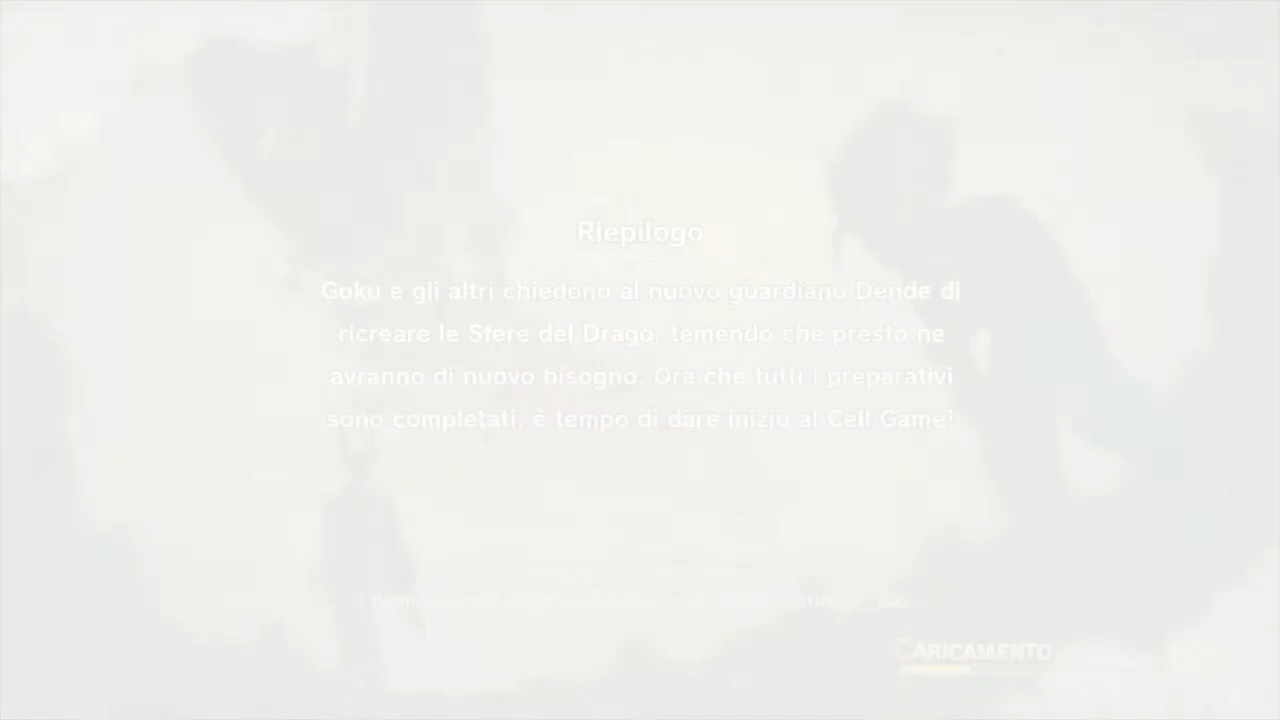 Riepilogo
Goku e gli altri chiedono al nuovo guardiano Dende di
ricreare le Sfere del Drago, temendo che presto ne
avranno di nuovo bisogno. Ora che tutti i preparativi
sono completati, è tempo di dare inizio al Cell Game!
CARICAMENTO